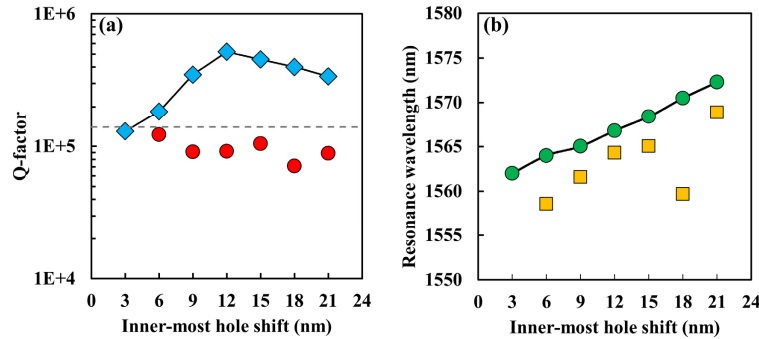 (a)
1E+6
1E+5
1E+4
Q-factor
0 3 6 9 12 15 18 21 24
Inner-most hole shift (nm)
(b)
1580
1575
1570
1565
1560
1555
1550
Resonance wavelength (nm)
0 3 6 9 12 15 18 21 24
Inner-most hole shift (nm)